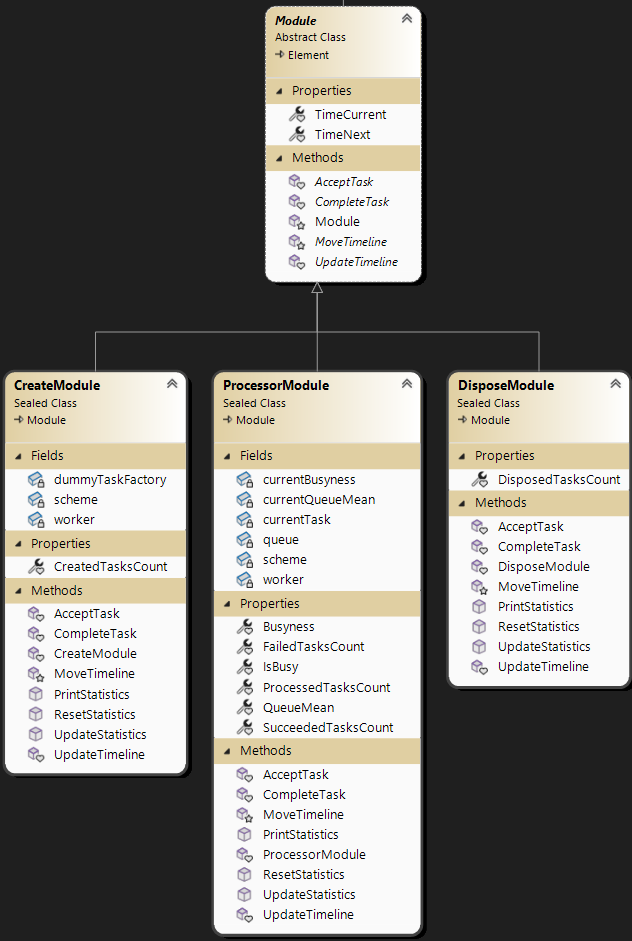 Module
Abstract Class
Element
Properties
TimeCurrent
TimeNext
Methods
AcceptTask
CompleteTask
Module
MoveTimeline
UpdateTimeline
CreateModule
Sealed Class
Module
Fields
dummyTaskFactory
scheme
worker
Properties
CreatedTasksCount
Methods
AcceptTask
CompleteTask
CreateModule
MoveTimeline
PrintStatistics
ResetStatistics
UpdateStatistics
UpdateTimeline
ProcessorModule
Sealed Class
Module
Fields
currentBusyness
currentQueueMean
currentTask
queue
scheme
worker
Properties
Busyness
FailedTasksCount
IsBusy
ProcessedTasksCount
QueueMean
SucceededTasksCount
Methods
AcceptTask
CompleteTask
MoveTimeline
PrintStatistics
ProcessorModule
ResetStatistics
UpdateStatistics
UpdateTimeline
DisposeModule
Sealed Class
Module
Properties
DisposedTasksCount
Methods
AcceptTask
CompleteTask
DisposeModule
MoveTimeline
PrintStatistics
ResetStatistics
UpdateStatistics
UpdateTimeline